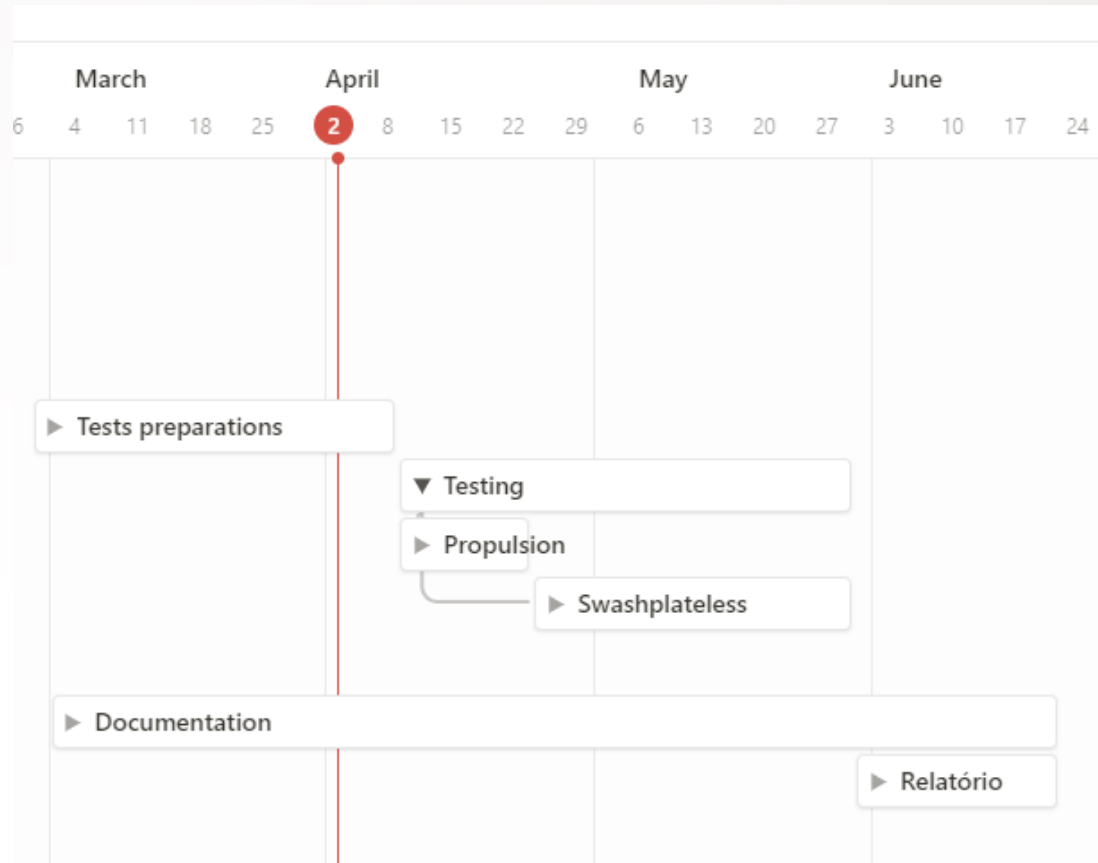 March April May June
6 4 11 18 25 2 8 15 22 29 6 13 20 27 3 10 17 24
Tests preparations
Testing
Propulsion
Swashplateless
Documentation
Relatório